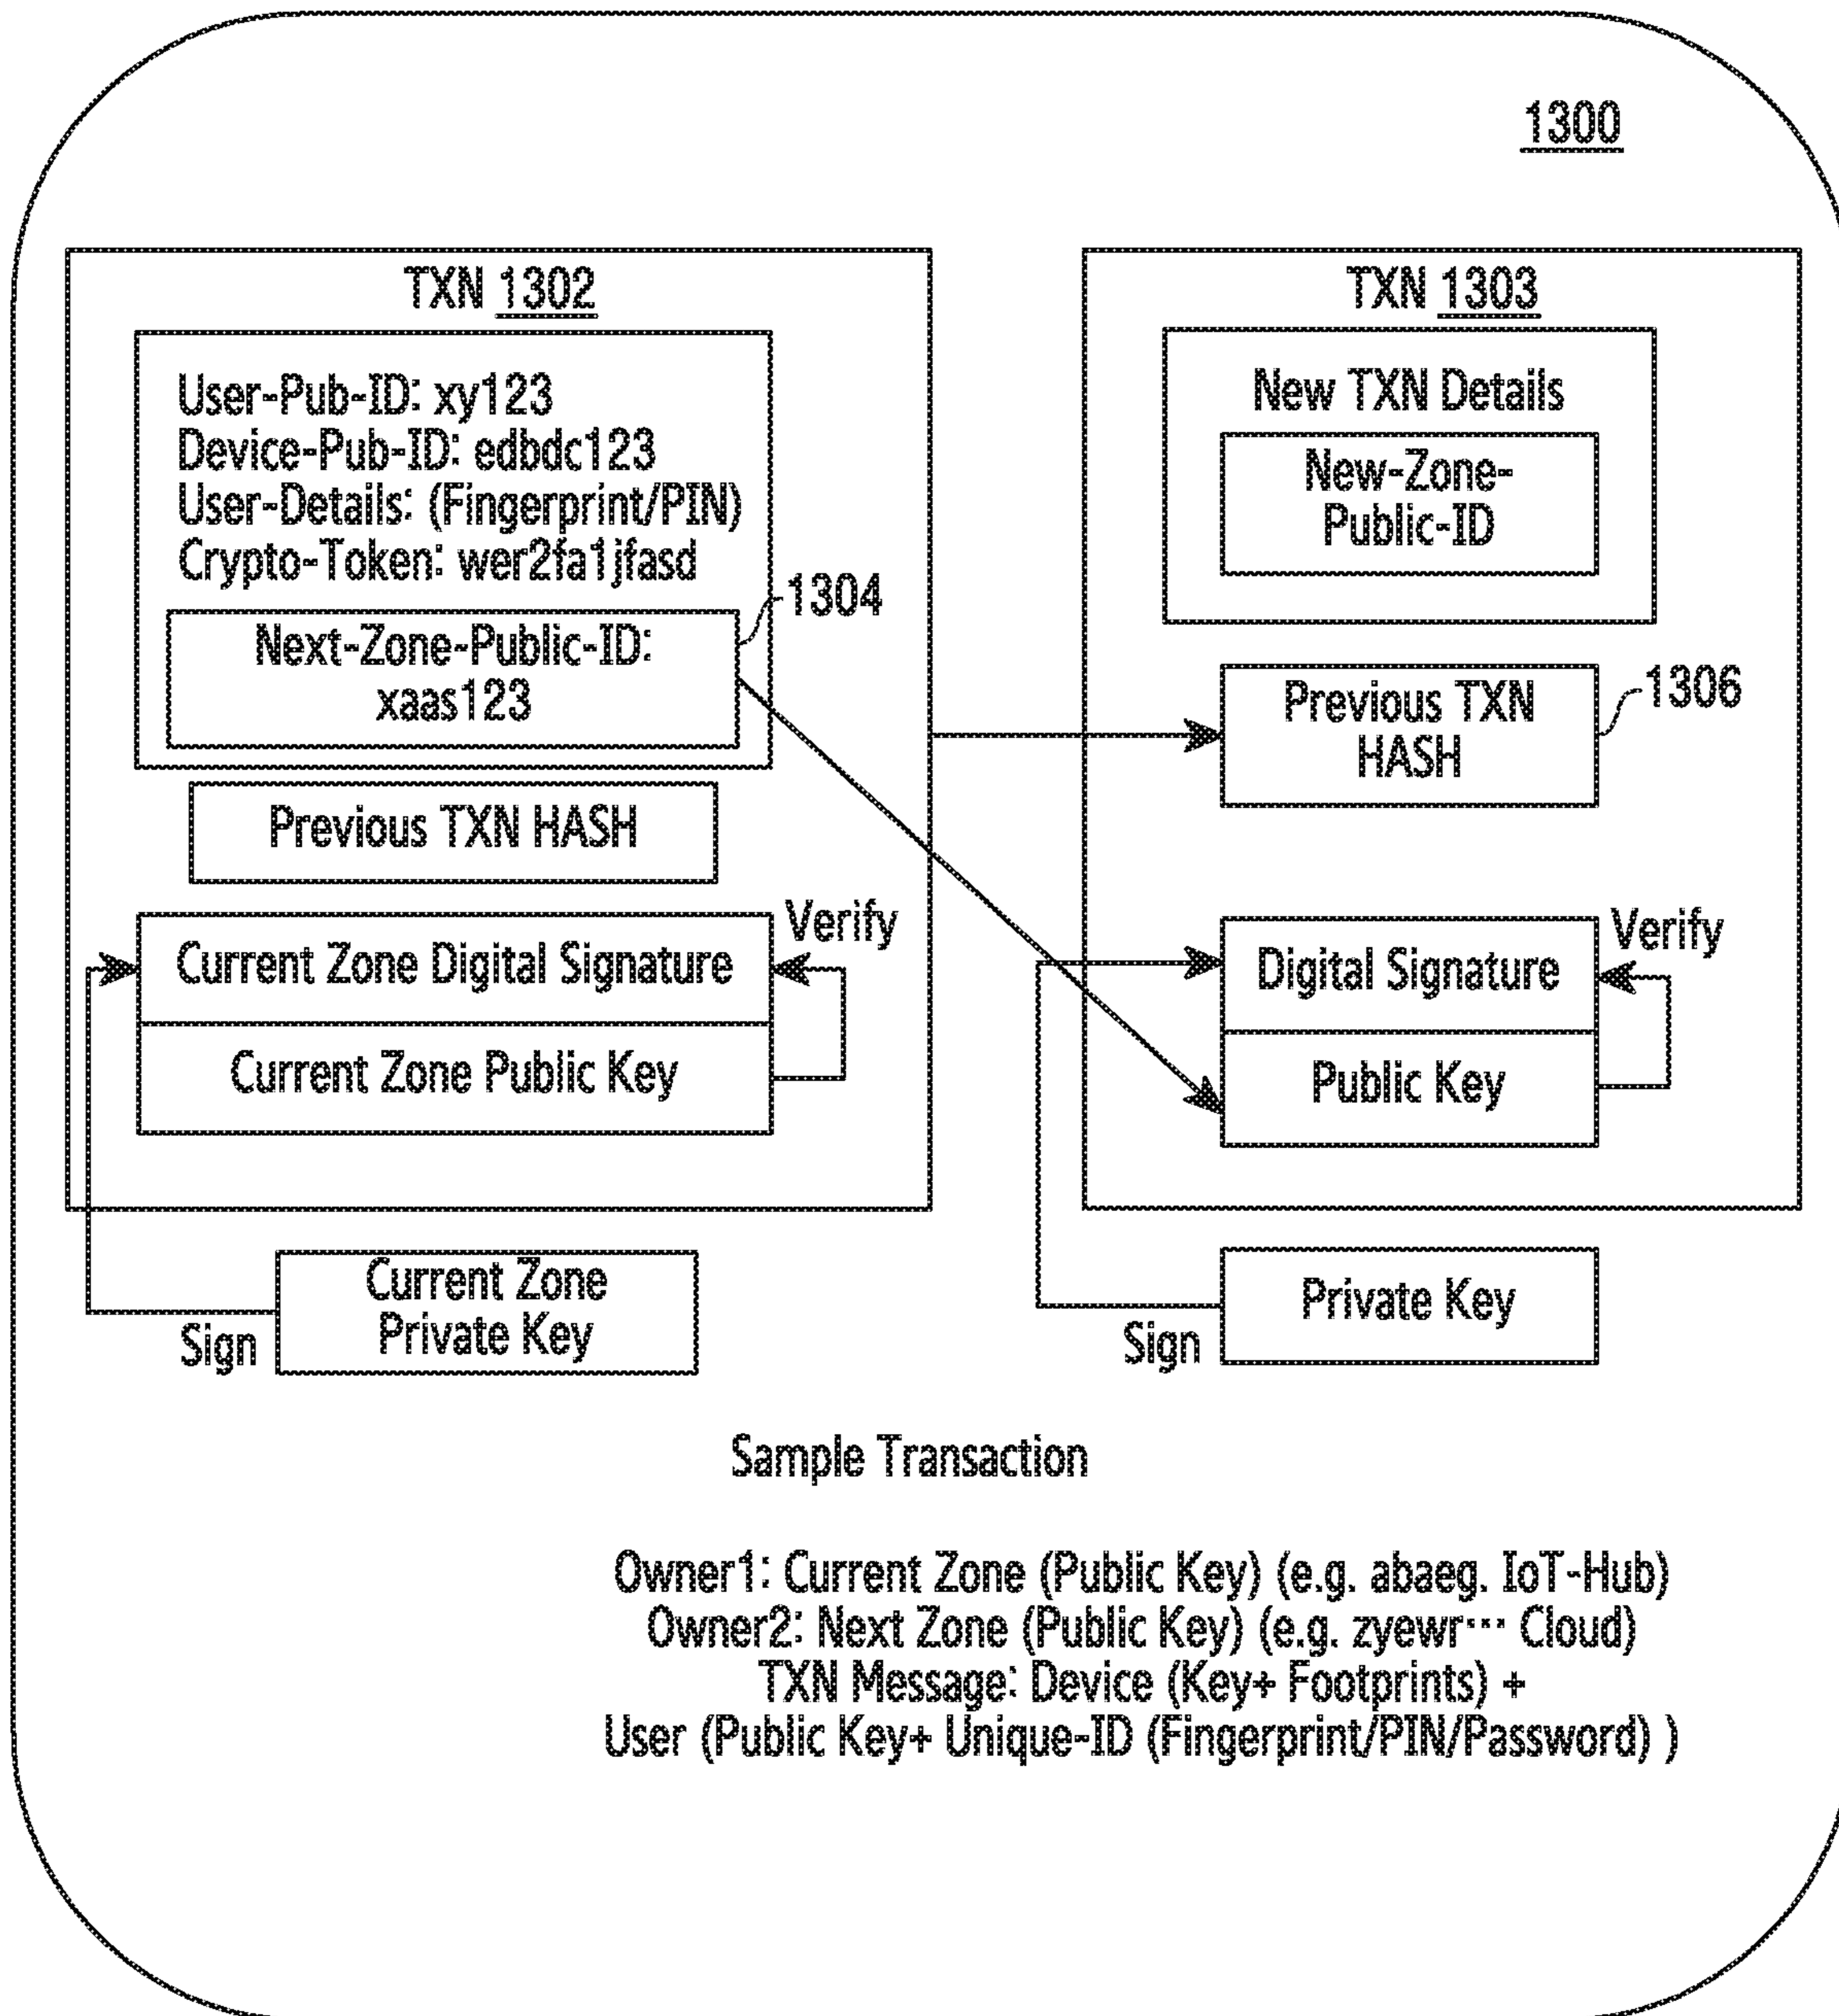 1300
TXN 1302
User-Pub-ID: xy123
Device-Pub-ID: edbdc123
User-Details: (Fingerprint/PIN)
Crypto-Token: wer2fa1jfasd
1304
Next-Zone-Public-ID:
xaas123
Previous TXN HASH
Verify
Current Zone Digital Signature
Current Zone Public Key
Current Zone
Private Key
Sign
TXN 1303
New TXN Details
New-Zone-
Public-ID
Previous TXN
HASH
1306
Verify
Digital Signature
Public Key
Private Key
Sign
Sample Transaction
Owner1: Current Zone (Public Key) (e.g. abaeg. IoT-Hub)
Owner2: Next Zone (Public Key) (e.g. zyewr··· Cloud)
TXN Message: Device (Key+ Footprints) +
User (Public Key+ Unique-ID (Fingerprint/PIN/Password) )